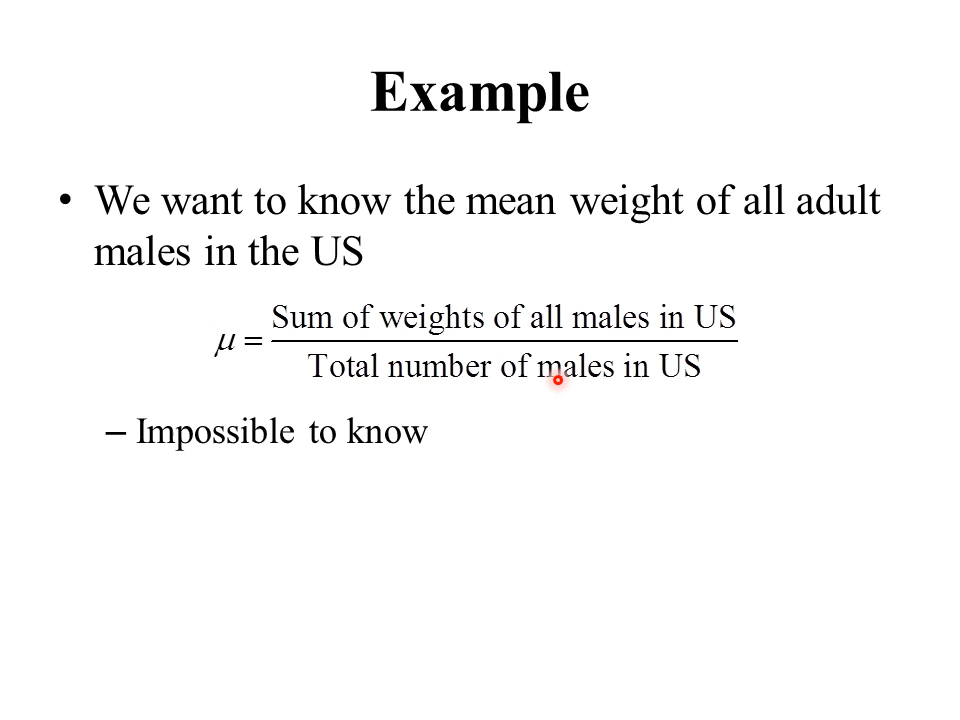 Example
• We want to know the mean weight of all adult
males in the US
μ = Sum of weights of all males in US / Total number of males in US
– Impossible to know